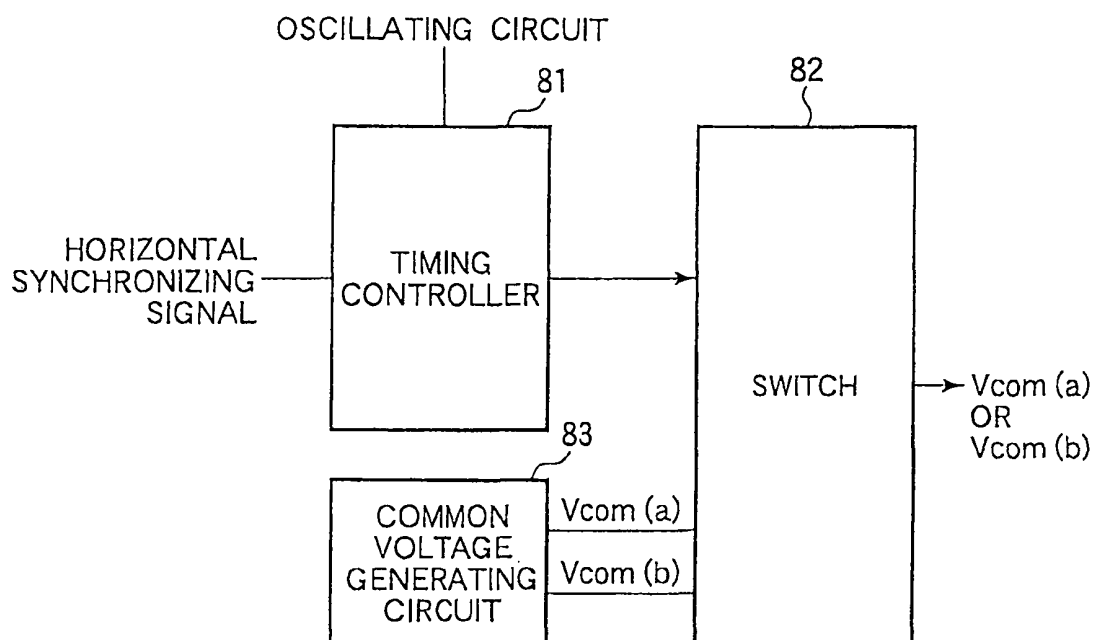 OSCILLATING CIRCUIT
81
82
HORIZONTAL
SYNCHRONIZING
SIGNAL
TIMING
CONTROLLER
SWITCH
Vcom (a)
OR
Vcom (b)
83
COMMON
VOLTAGE
GENERATING
CIRCUIT
Vcom (a)
Vcom (b)